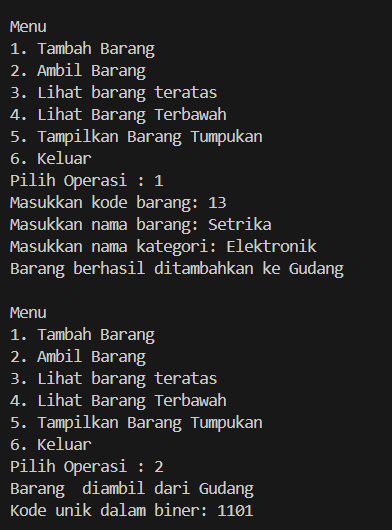 Menu
1. Tambah Barang
2. Ambil Barang
3. Lihat barang teratas
4. Lihat Barang Terbawah
5. Tampilkan Barang Tumpukan
6. Keluar
Pilih Operasi : 1
Masukkan kode barang: 13
Masukkan nama barang: Setrika
Masukkan nama kategori: Elektronik
Barang berhasil ditambahkan ke Gudang

Menu
1. Tambah Barang
2. Ambil Barang
3. Lihat barang teratas
4. Lihat Barang Terbawah
5. Tampilkan Barang Tumpukan
6. Keluar
Pilih Operasi : 2
Barang  diambil dari Gudang
Kode unik dalam biner: 1101